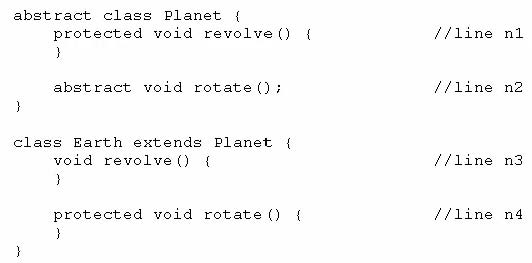 abstract class Planet {
    protected void revolve() {            //line n1
    }

    abstract void rotate();               //line n2
}

class Earth extends Planet {
    void revolve() {                      //line n3
    }

    protected void rotate() {             //line n4
    }
}